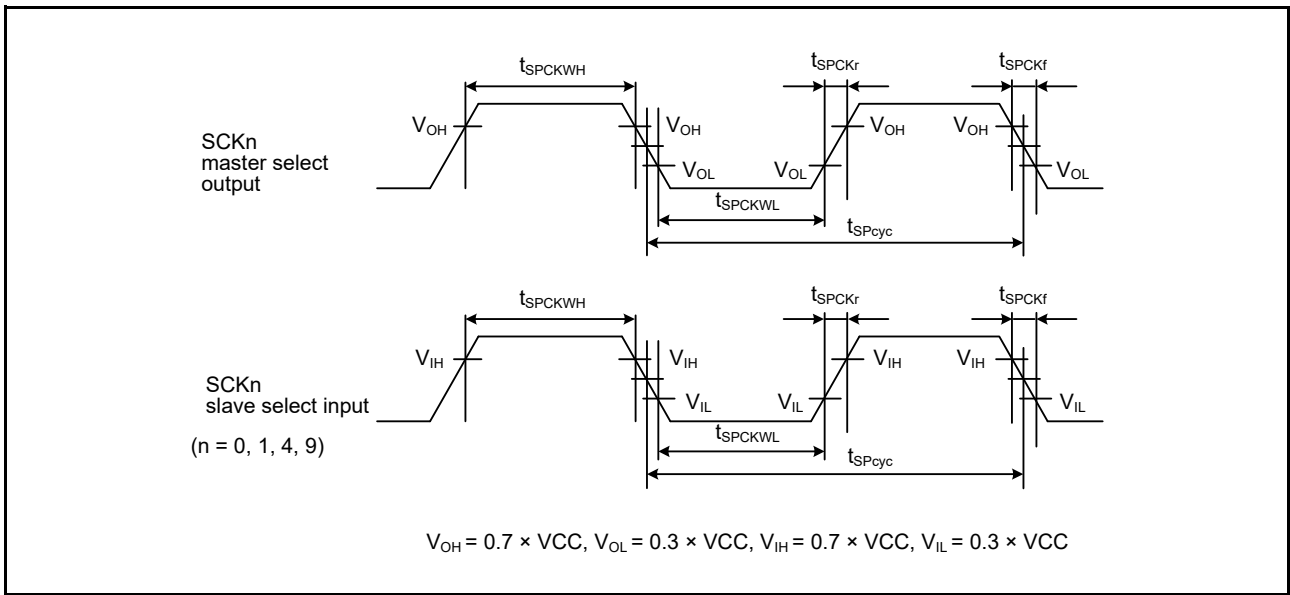 tSPCKWH
tSPCKr
tSPCKf
VOH
VOH
VOH
VOH
SCKn
master select
output
VOL
VOL
VOL
tSPCKWL
tSPcyc
tSPCKWH
tSPCKr
tSPCKf
VIH
VIH
VIH
VIH
SCKn
slave select input
(n = 0, 1, 4, 9)
VIL
VIL
VIL
tSPCKWL
tSPcyc
VOH = 0.7 × VCC, VOL = 0.3 × VCC, VIH = 0.7 × VCC, VIL = 0.3 × VCC